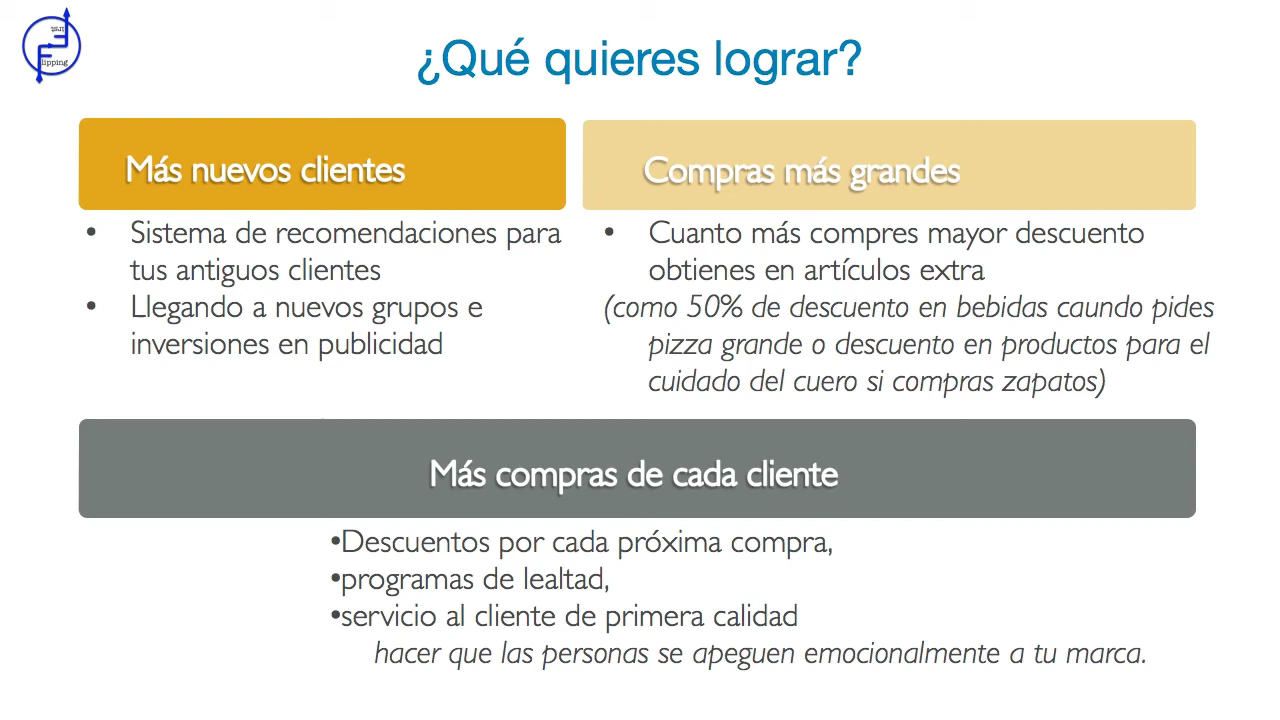 first
Flipping
¿Qué quieres lograr?
Más nuevos clientes
• Sistema de recomendaciones para
tus antiguos clientes
• Llegando a nuevos grupos e
inversiones en publicidad
Compras más grandes
• Cuanto más compres mayor descuento
obtienes en artículos extra
(como 50% de descuento en bebidas caundo pides
pizza grande o descuento en productos para el
cuidado del cuero si compras zapatos)
Más compras de cada cliente
•Descuentos por cada próxima compra,
•programas de lealtad,
•servicio al cliente de primera calidad
hacer que las personas se apeguen emocionalmente a tu marca.